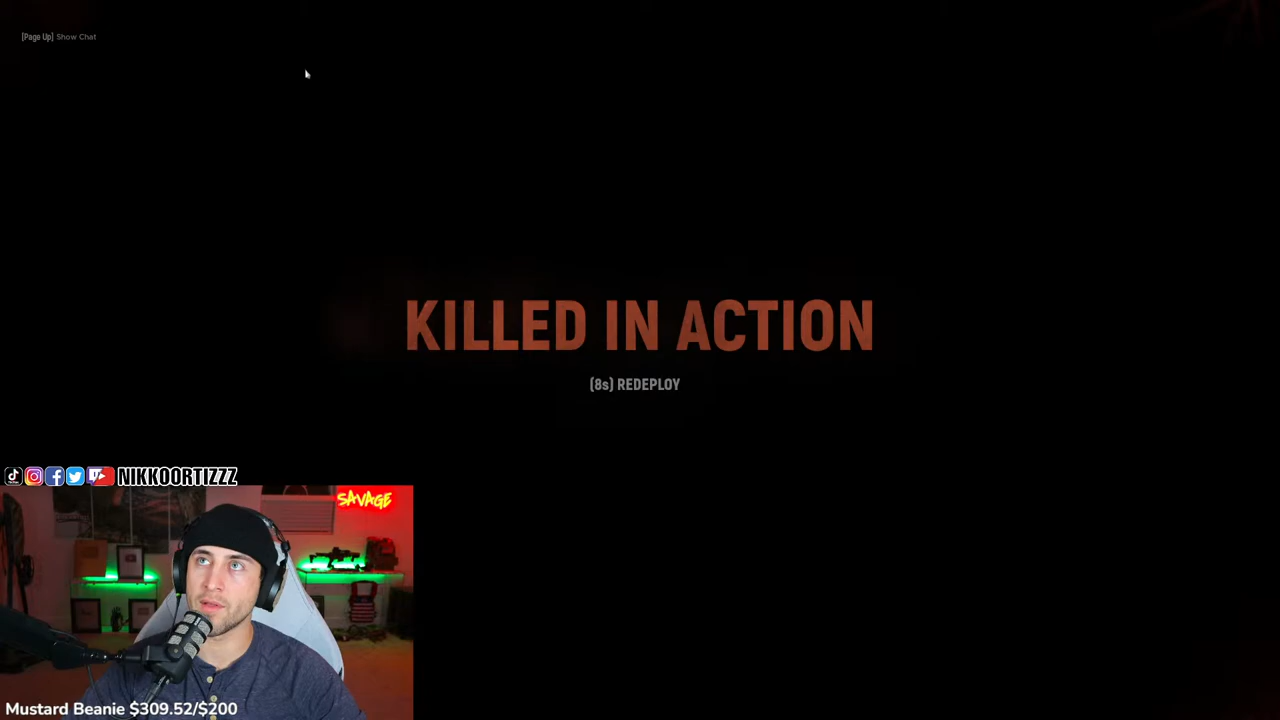 [Page Up] Show Chat
KILLED IN ACTION
(8s) REDEPLOY
NIKKOORTIZZZ
SAVAGE
Mustard Beanie $309.52/$200